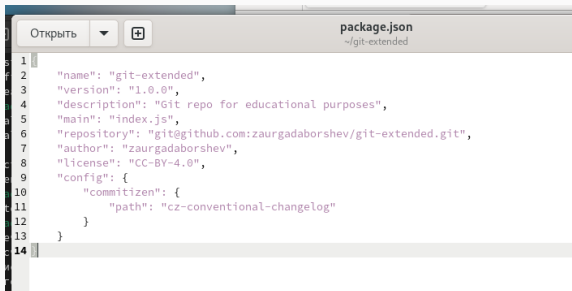 Открыть
package.json
~/git-extended
1 {
2 "name": "git-extended",
3 "version": "1.0.0",
4 "description": "Git repo for educational purposes",
5 "main": "index.js",
6 "repository": "git@github.com:zaurgadaborshev/git-extended.git",
7 "author": "zaurgadaborshev",
8 "license": "CC-BY-4.0",
9 "config": {
10 "commitizen": {
11 "path": "cz-conventional-changelog"
12 }
13 }
14 }